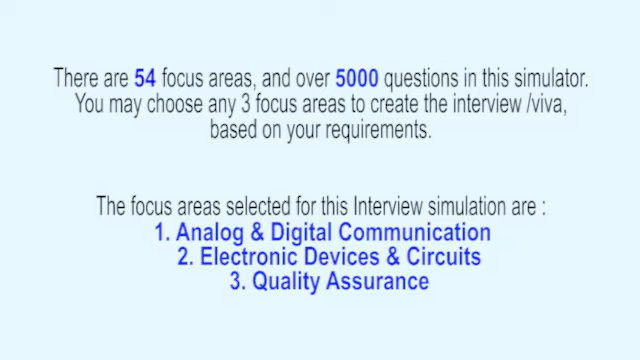 There are 54 focus areas, and over 5000 questions in this simulator.
You may choose any 3 focus areas to create the interview /viva,
based on your requirements.
The focus areas selected for this Interview simulation are :
1. Analog & Digital Communication
2. Electronic Devices & Circuits
3. Quality Assurance